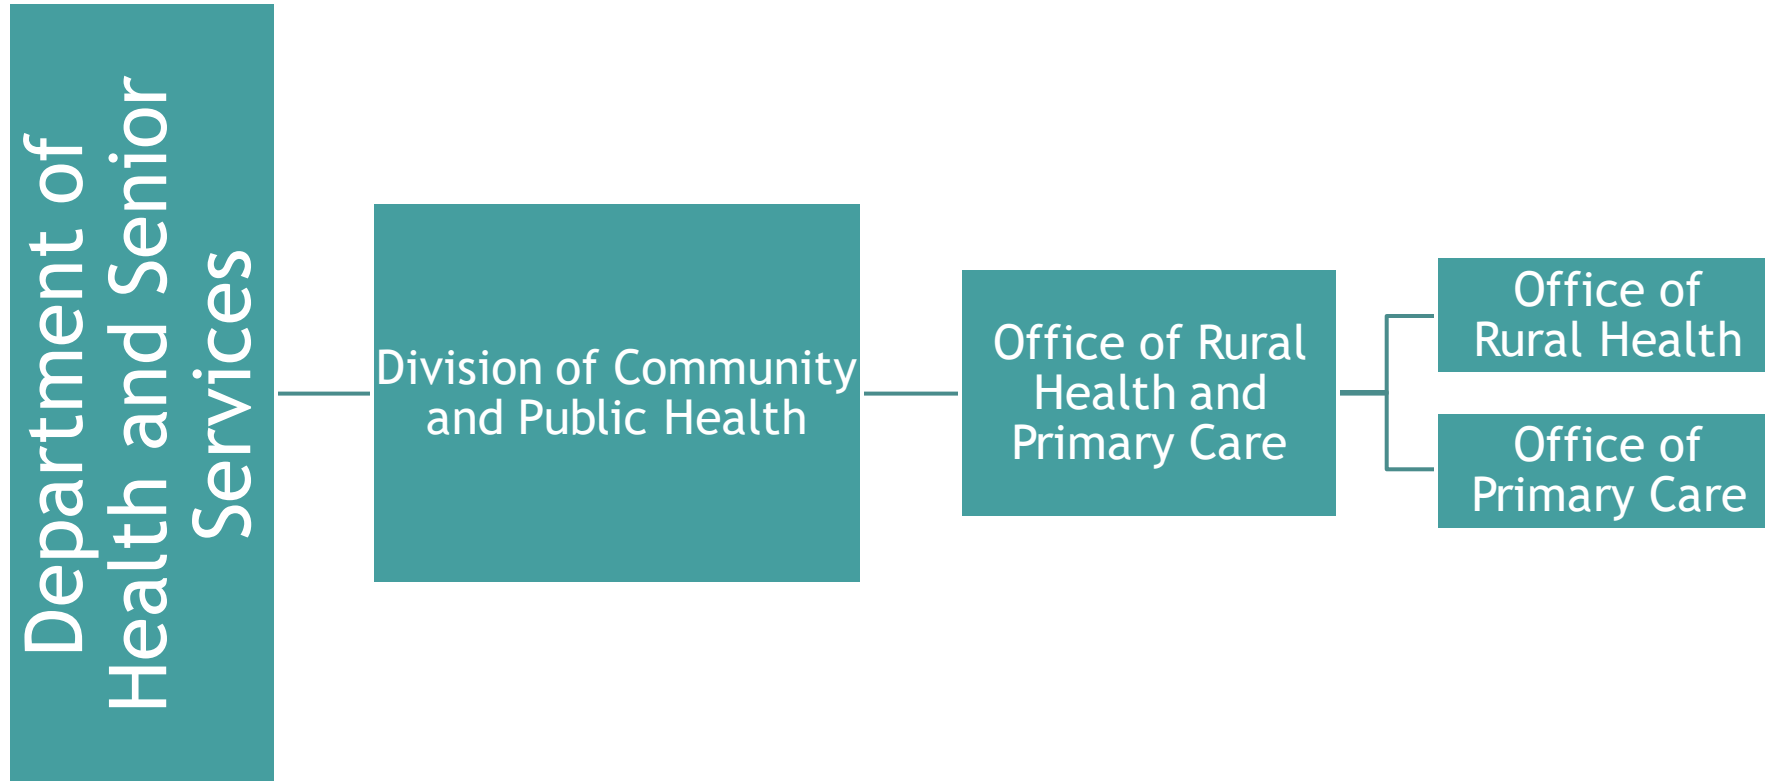 Department of
Health and Senior
Services
Division of Community
and Public Health
Office of Rural
Health and
Primary Care
Office of
Rural Health
Office of
Primary Care